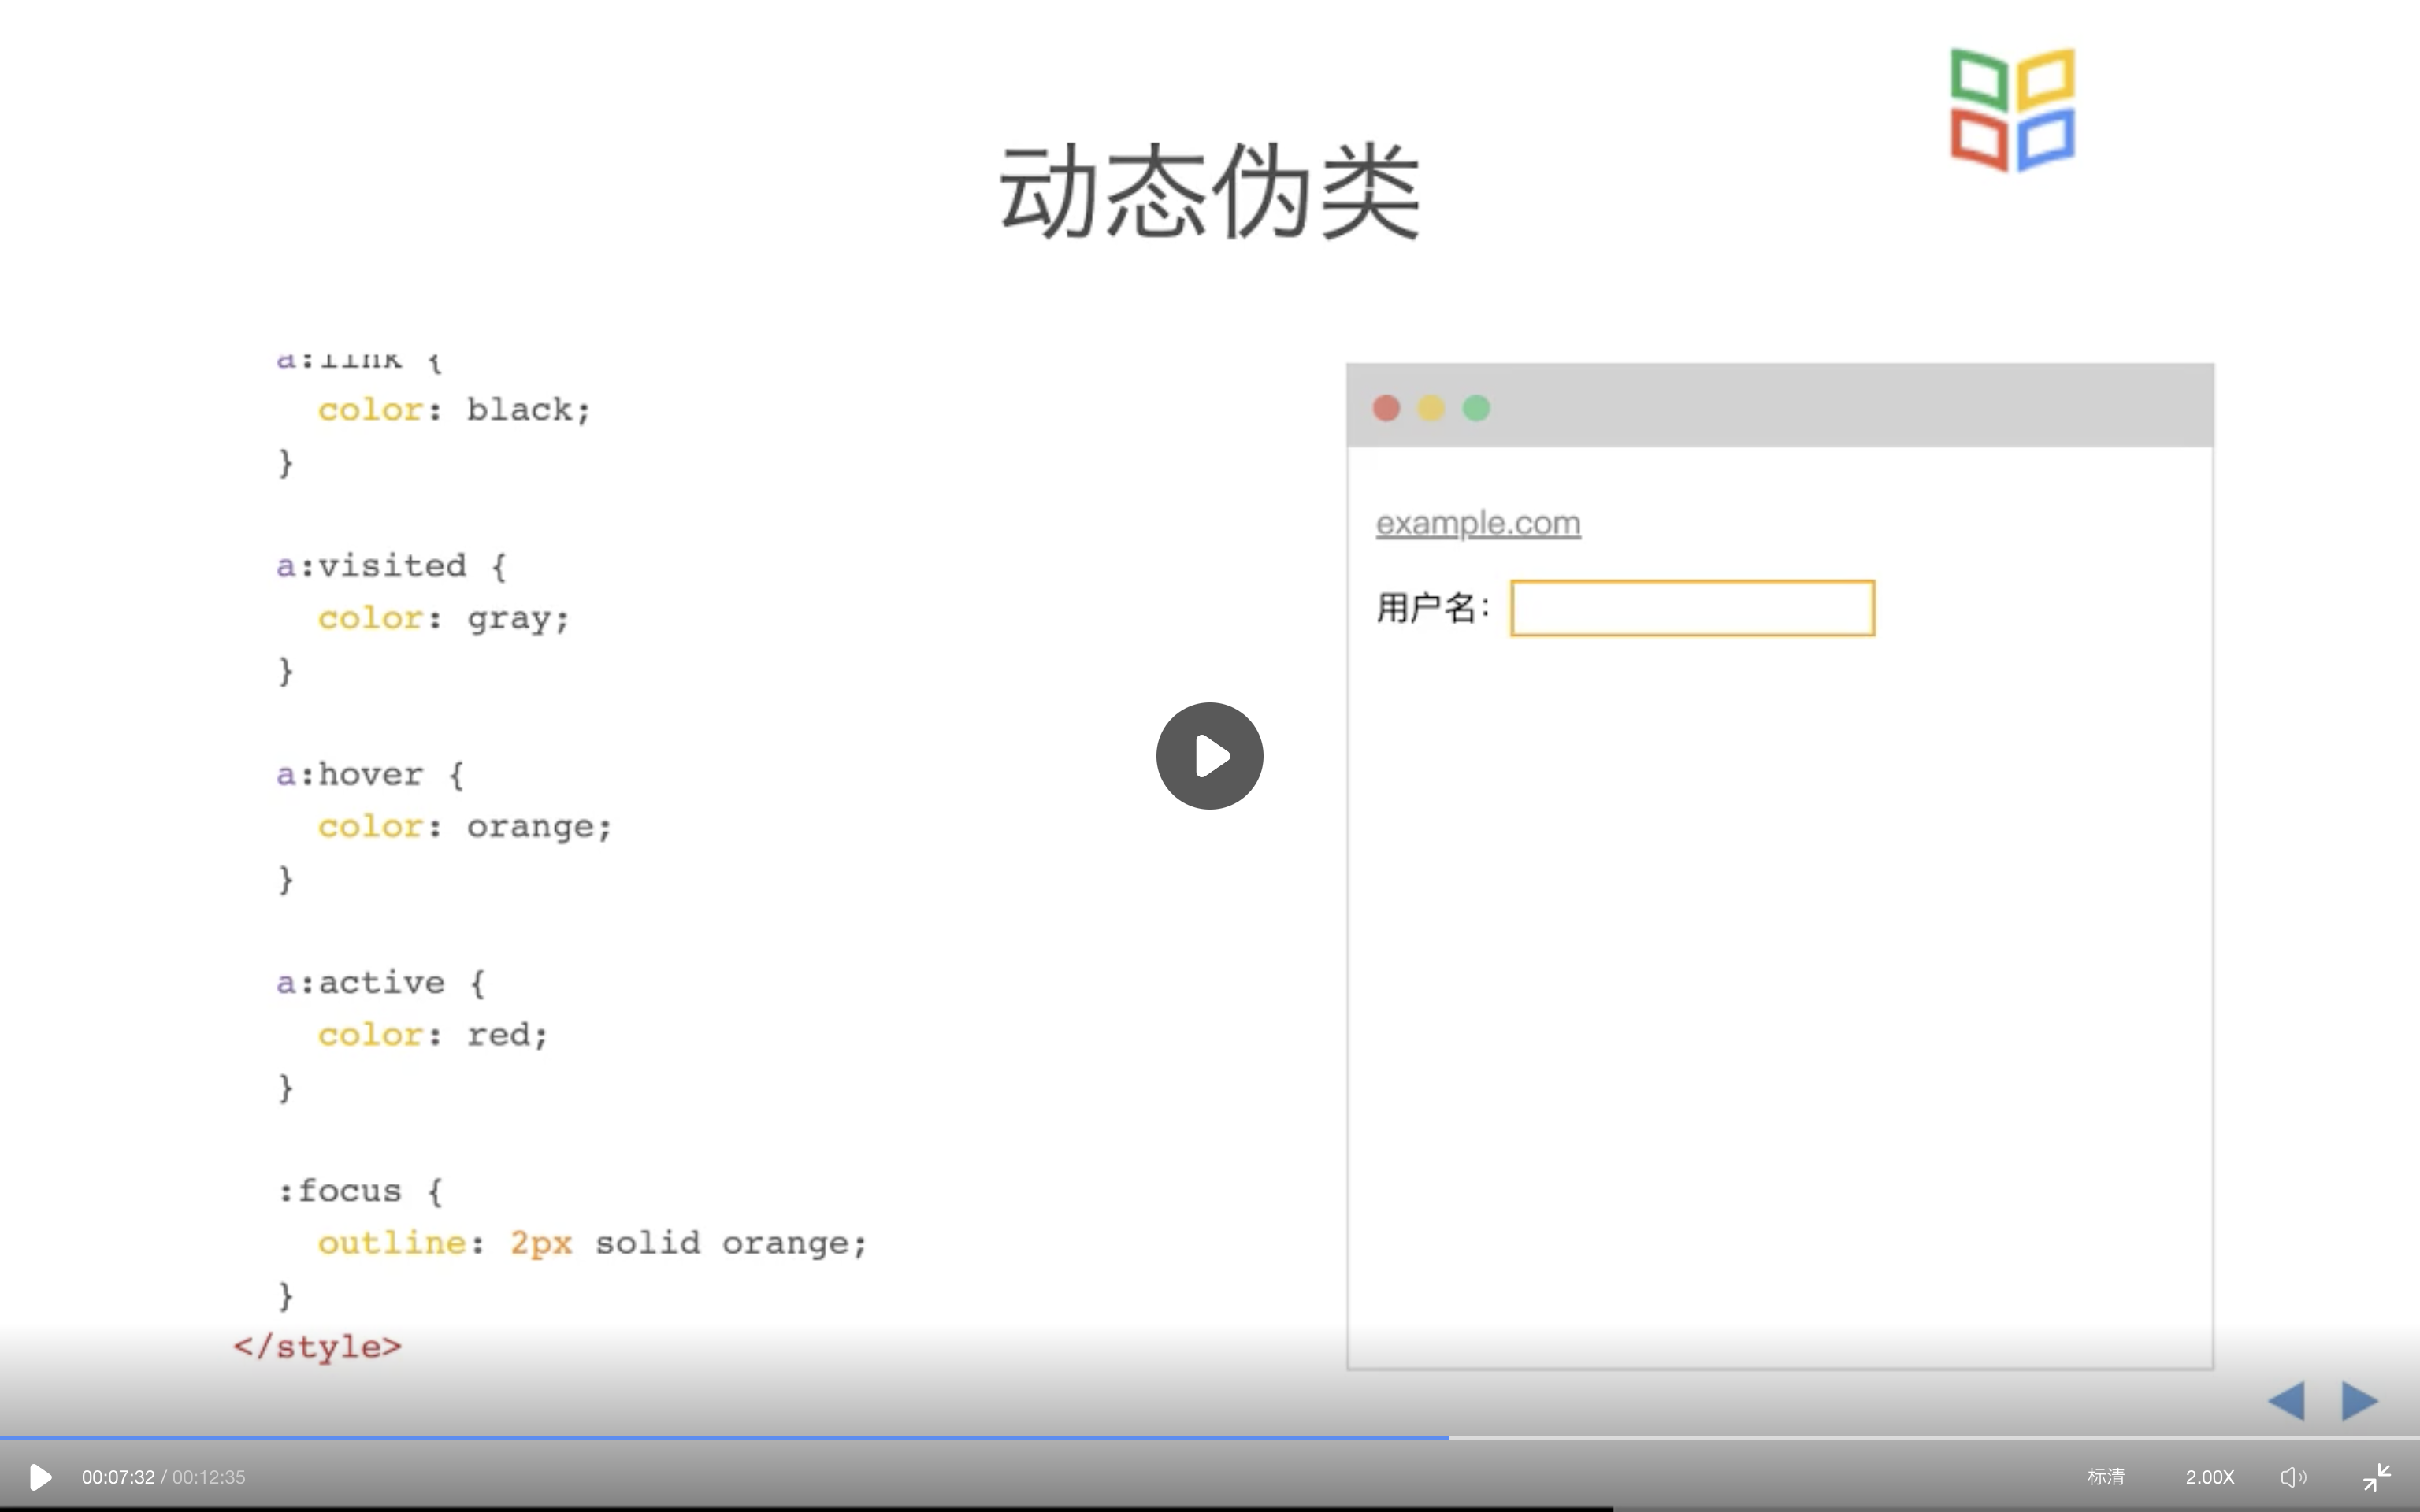 动态伪类
a:link {
  color: black;
}
a:visited {
  color: gray;
}
a:hover {
  color: orange;
}
a:active {
  color: red;
}
:focus {
  outline: 2px solid orange;
}
</style>
example.com
用户名：
00:07:32 / 00:12:35
标清
2.00X